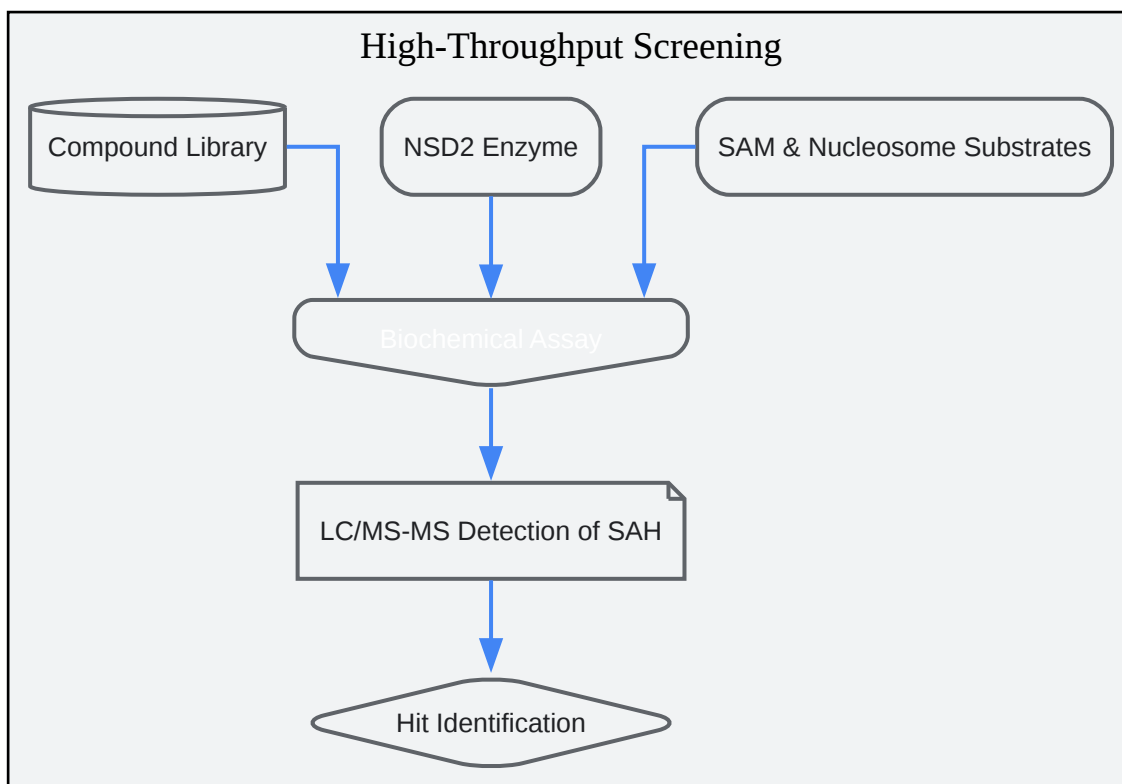 High-Throughput Screening
Compound Library
NSD2 Enzyme
SAM & Nucleosome Substrates
Biochemical Assay
LC/MS-MS Detection of SAH
Hit Identification